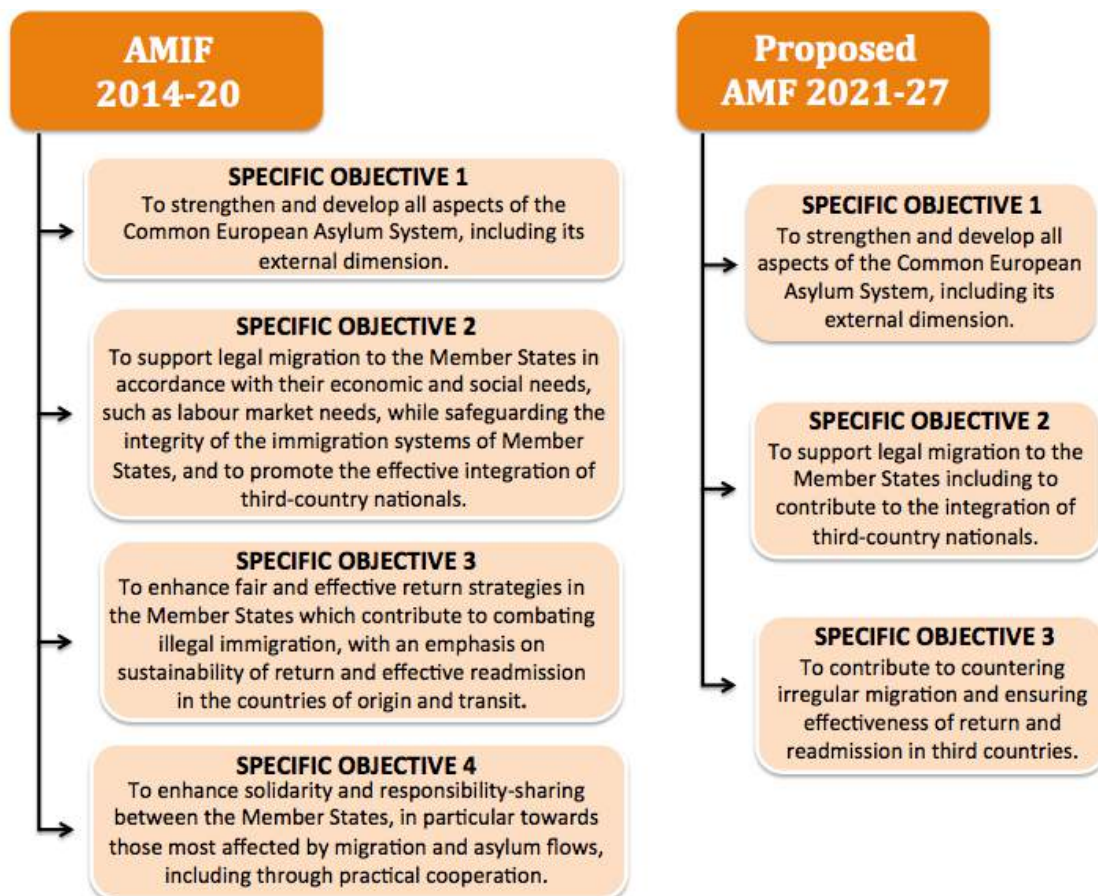 AMIF
2014-20
SPECIFIC OBJECTIVE 1
To strengthen and develop all aspects of the
Common European Asylum System, including its
external dimension.
SPECIFIC OBJECTIVE 2
To support legal migration to the Member States in
accordance with their economic and social needs,
such as labour market needs, while safeguarding the
integrity of the immigration systems of Member
States, and to promote the effective integration of
third-country nationals.
SPECIFIC OBJECTIVE 3
To enhance fair and effective return strategies in
the Member States which contribute to combating
illegal immigration, with an emphasis on
sustainability of return and effective readmission
in the countries of origin and transit.
SPECIFIC OBJECTIVE 4
To enhance solidarity and responsibility-sharing
between the Member States, in particular towards
those most affected by migration and asylum flows,
including through practical cooperation.
Proposed
AMF 2021-27
SPECIFIC OBJECTIVE 1
To strengthen and develop all
aspects of the Common European
Asylum System, including its
external dimension.
SPECIFIC OBJECTIVE 2
To support legal migration to the
Member States including to
contribute to the integration of
third-country nationals.
SPECIFIC OBJECTIVE 3
To contribute to countering
irregular migration and ensuring
effectiveness of return and
readmission in third countries.